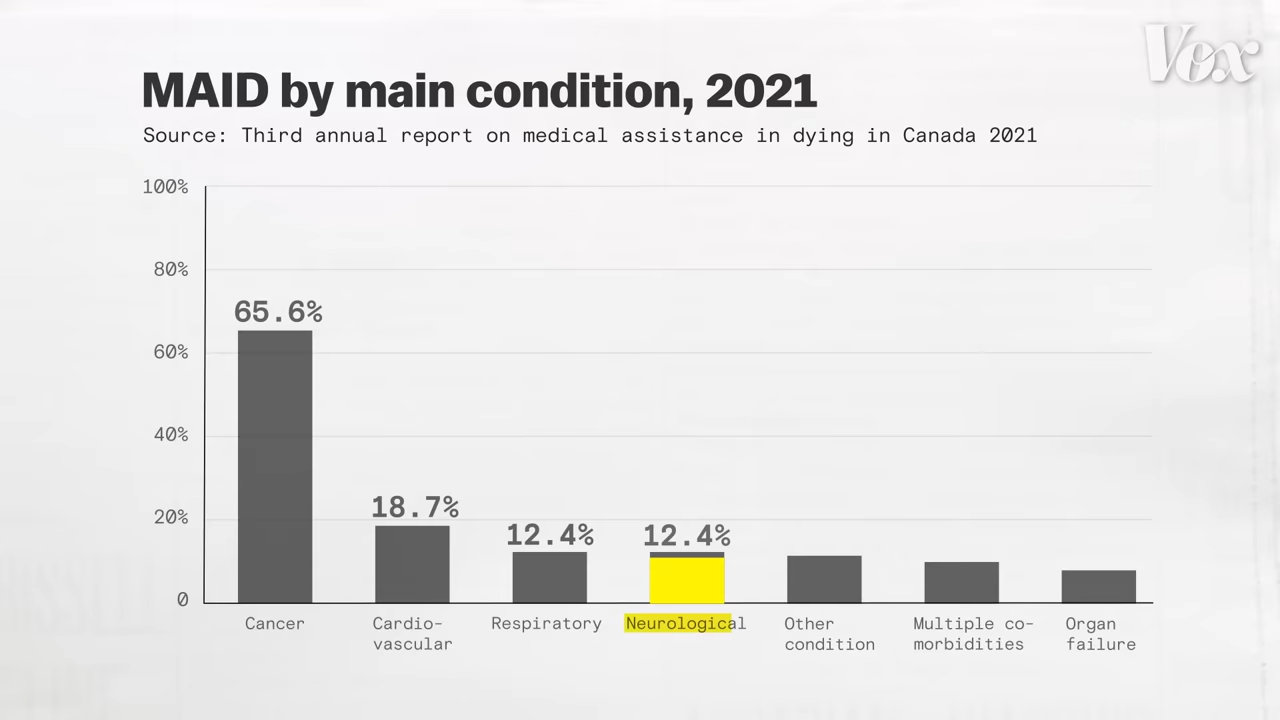 Vox
MAID by main condition, 2021
Source: Third annual report on medical assistance in dying in Canada 2021
100%
80%
60%
40%
20%
0
65.6%
18.7%
12.4%
12.4%
Cancer
Cardio-
vascular
Respiratory
Neurological
Other
condition
Multiple co-
morbidities
Organ
failure